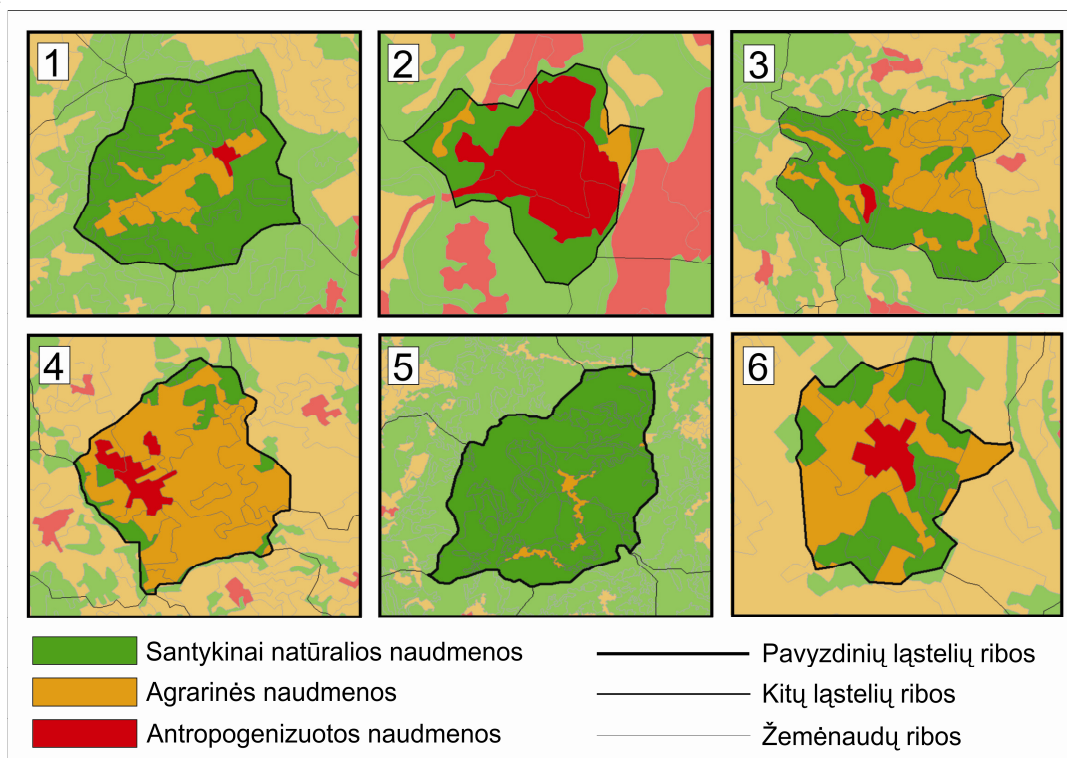 1
2
3
4
5
6
Santykinai natūralios naudmenos
Agrarinės naudmenos
Antropogenizuotos naudmenos
Pavyzdinių ląstelių ribos
Kitų ląstelių ribos
Žemėnaudų ribos